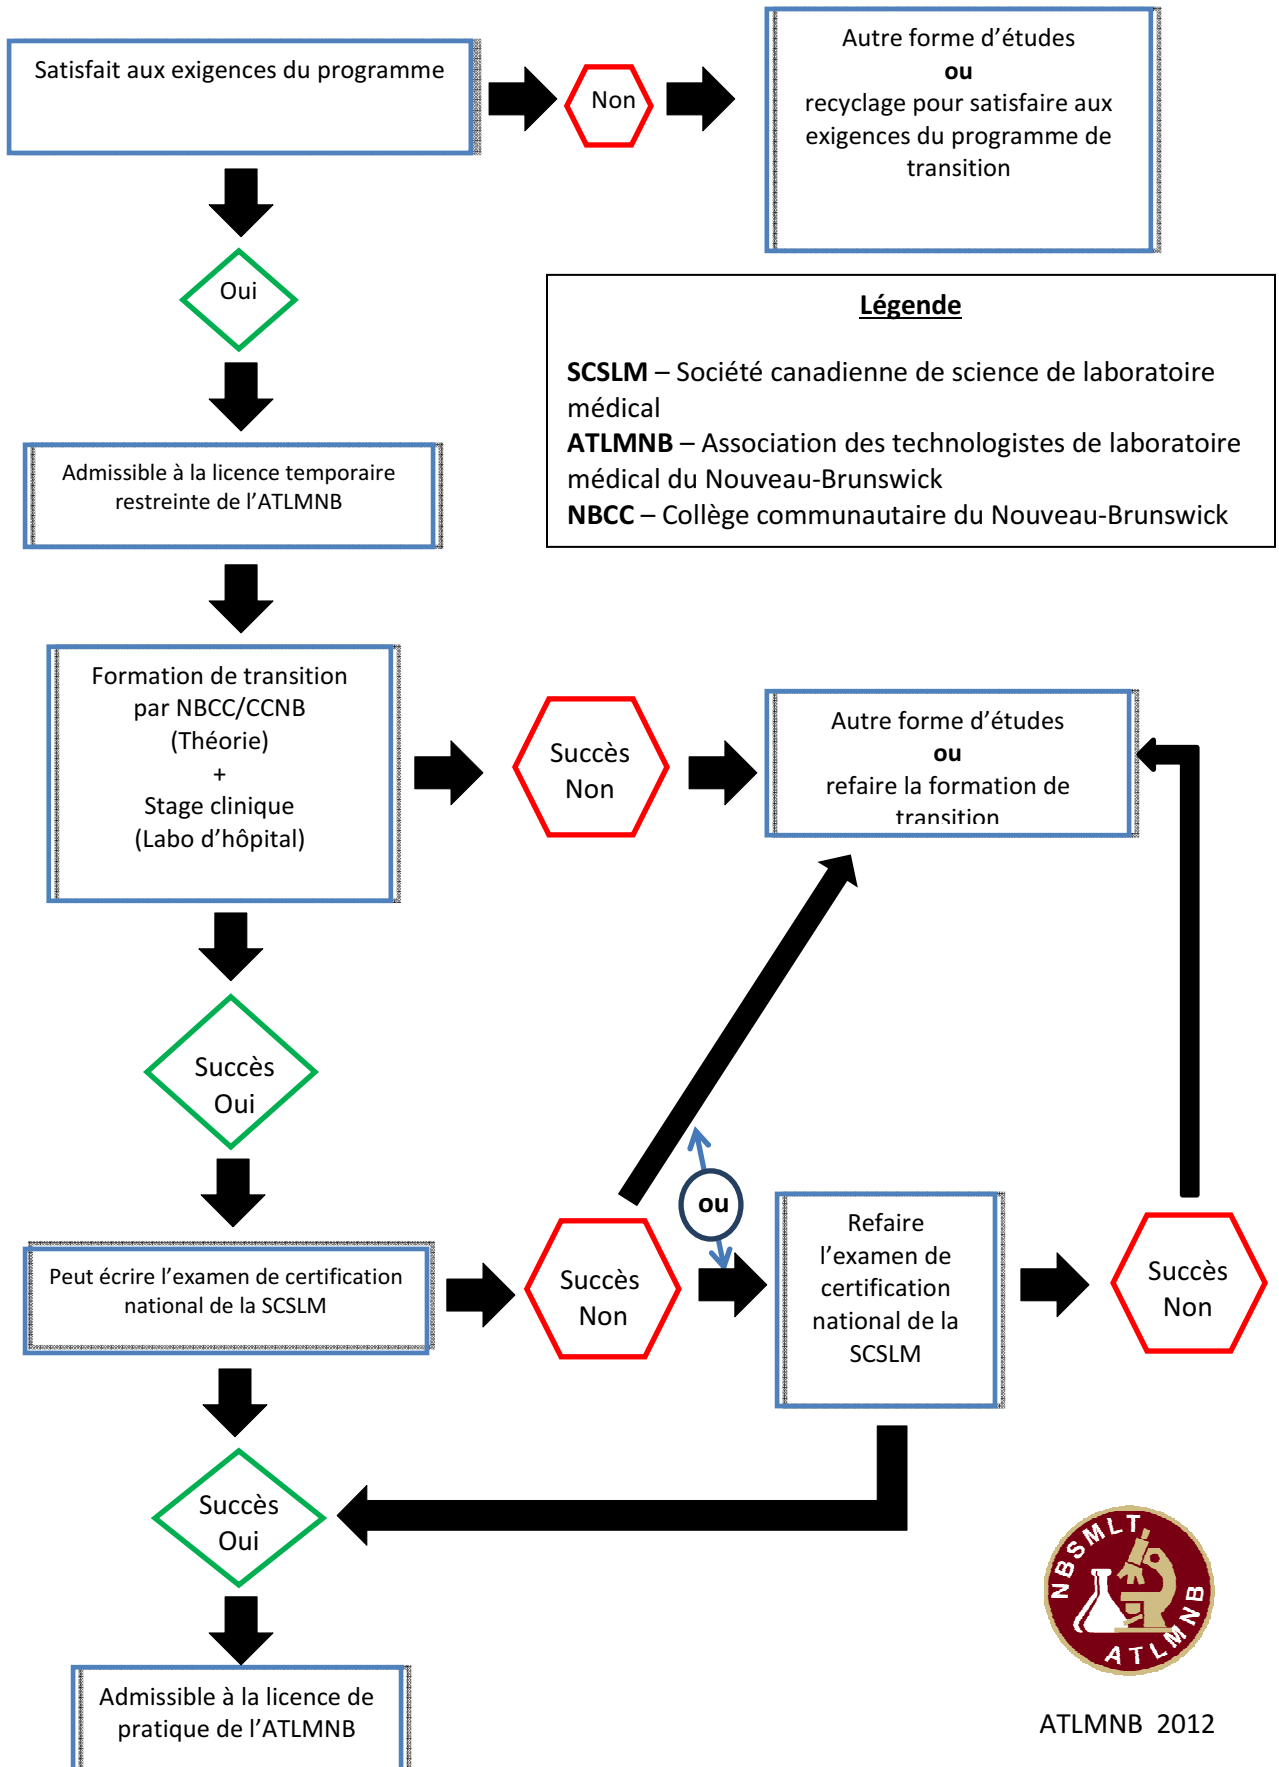 Satisfait aux exigences du programme
Non
Autre forme d’études
ou
recyclage pour satisfaire aux
exigences du programme de
transition
Oui
Légende
SCSLM – Société canadienne de science de laboratoire
médical
ATLMNB – Association des technologistes de laboratoire
médical du Nouveau-Brunswick
NBCC – Collège communautaire du Nouveau-Brunswick
Admissible à la licence temporaire
restreinte de l’ATLMNB
Formation de transition
par NBCC/CCNB
(Théorie)
+
Stage clinique
(Labo d’hôpital)
Succès
Non
Autre forme d’études
ou
refaire la formation de
transition
Succès
Oui
ou
Peut écrire l’examen de certification
national de la SCSLM
Succès
Non
Refaire
l’examen de
certification
national de la
SCSLM
Succès
Non
Succès
Oui
NBSMLT
ATLMNB
Admissible à la licence de
pratique de l’ATLMNB
ATLMNB 2012